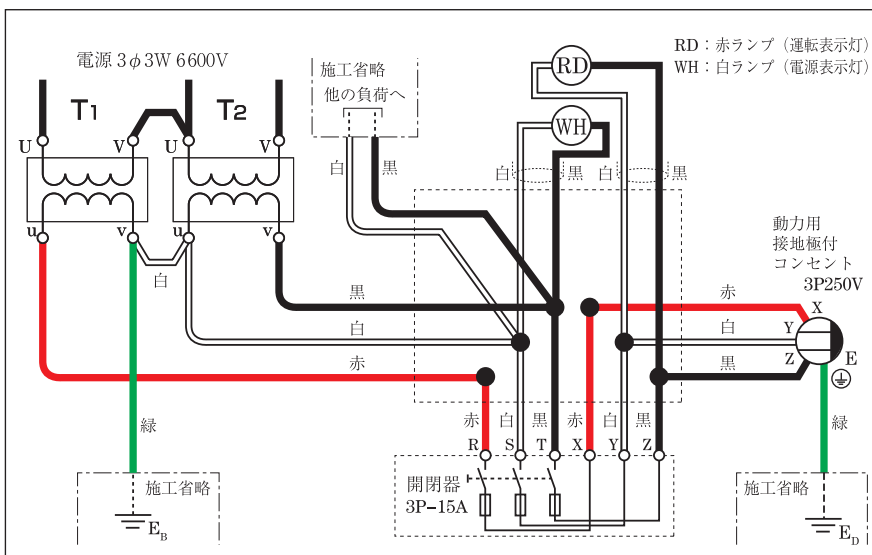 電源 3φ3W 6600V
T1
T2
U
V
U
V
u
v
u
v
白
施工省略
他の負荷へ
白
黒
RD
WH
RD：赤ランプ（運転表示灯）
WH：白ランプ（電源表示灯）
白
黒
白
黒
動力用
接地極付
コンセント
3P250V
黒
白
赤
赤
白
黒
X
Y
Z
E
緑
緑
赤
白
黒
赤
白
黒
R
S
T
X
Y
Z
開閉器
3P-15A
施工省略
EB
施工省略
ED